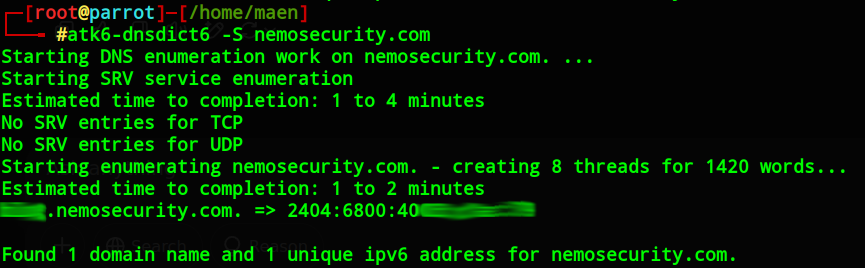 [root@parrot]-[/home/maen]
#atk6-dnsdict6 -S nemosecurity.com
Starting DNS enumeration work on nemosecurity.com. ...
Starting SRV service enumeration
Estimated time to completion: 1 to 4 minutes
No SRV entries for TCP
No SRV entries for UDP
Starting enumerating nemosecurity.com. - creating 8 threads for 1420 words...
Estimated time to completion: 1 to 2 minutes
.nemosecurity.com. => 2404:6800:40
Found 1 domain name and 1 unique ipv6 address for nemosecurity.com.